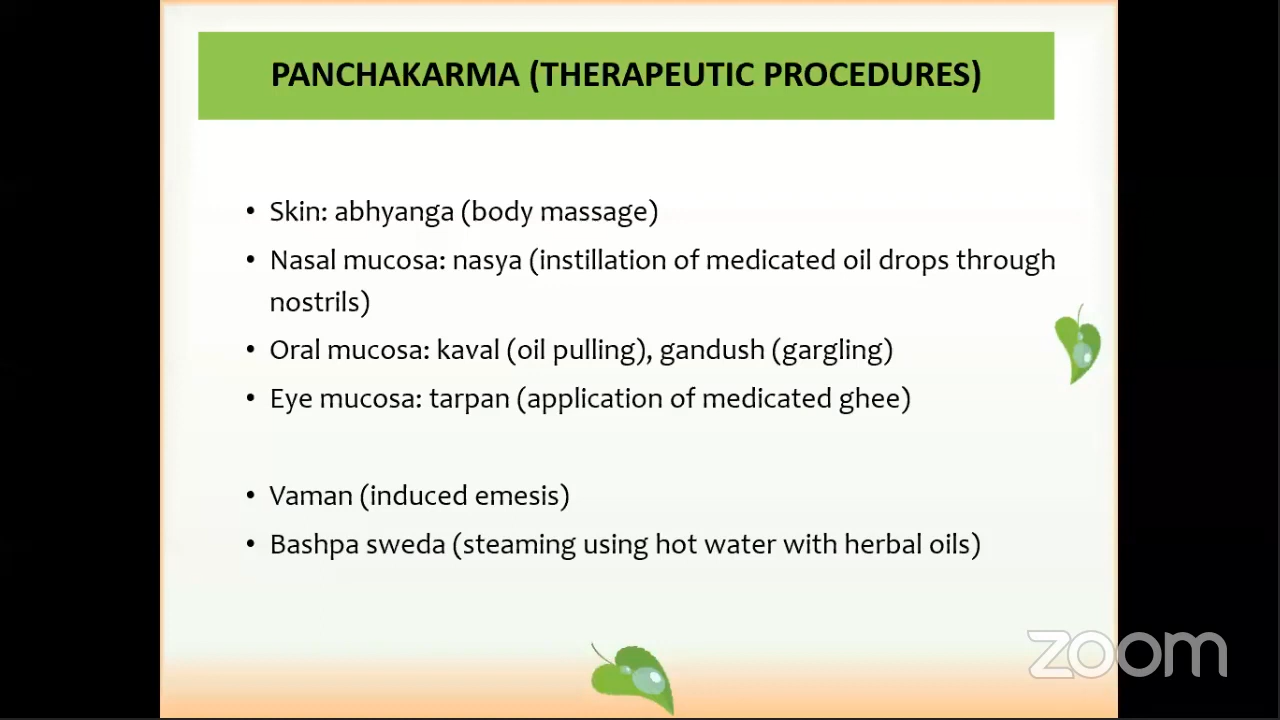 PANCHAKARMA (THERAPEUTIC PROCEDURES)
• Skin: abhyanga (body massage)
• Nasal mucosa: nasya (instillation of medicated oil drops through
nostrils)
• Oral mucosa: kaval (oil pulling), gandush (gargling)
• Eye mucosa: tarpan (application of medicated ghee)
• Vaman (induced emesis)
• Bashpa sweda (steaming using hot water with herbal oils)
zoom